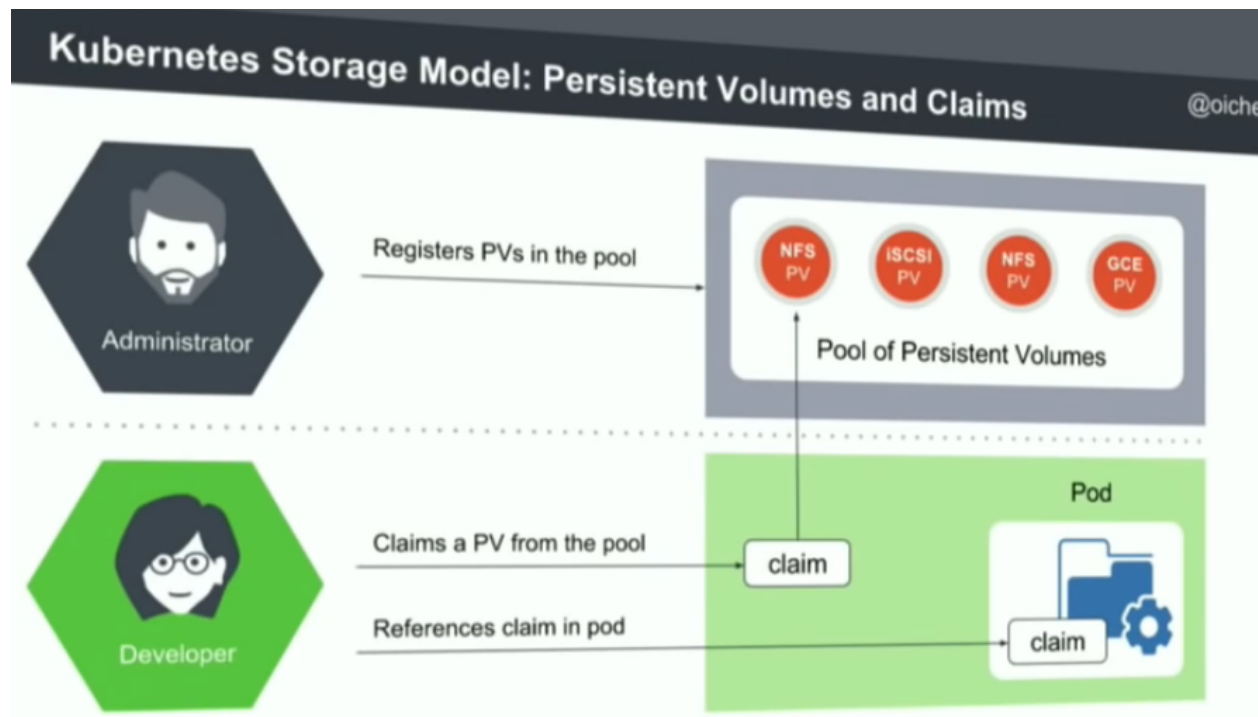 Kubernetes Storage Model: Persistent Volumes and Claims
@oiche
Registers PVs in the pool
NFS
PV
iSCSI
PV
NFS
PV
GCE
PV
Pool of Persistent Volumes
Administrator
Pod
Claims a PV from the pool
claim
References claim in pod
claim
Developer